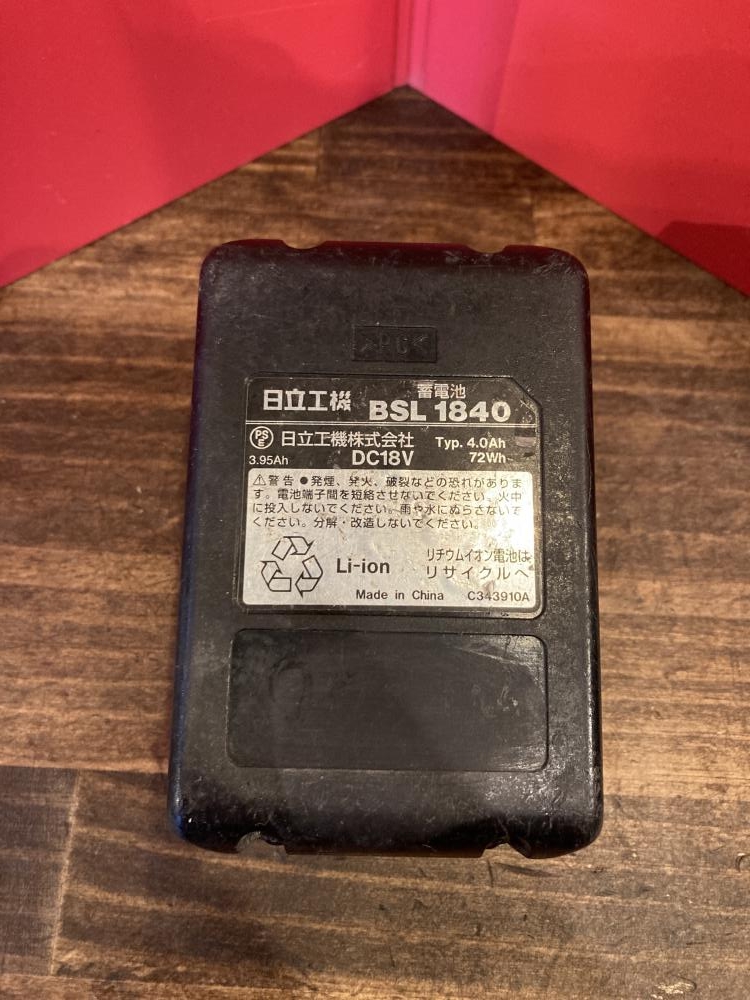 >PC<
日立工機
蓄電池
BSL 1840
PSE 日立工機株式会社 Typ. 4.0Ah
3.95Ah DC18V 72Wh
⚠警告 ●発煙、発火、破裂などの恐れがありま
す。電池端子間を短絡させないでください。火中
に投入しないでください。雨や水にぬらさないで
ください。分解・改造しないでください。
Li-ion
リチウムイオン電池は
リサイクルへ
Made in China C343910A